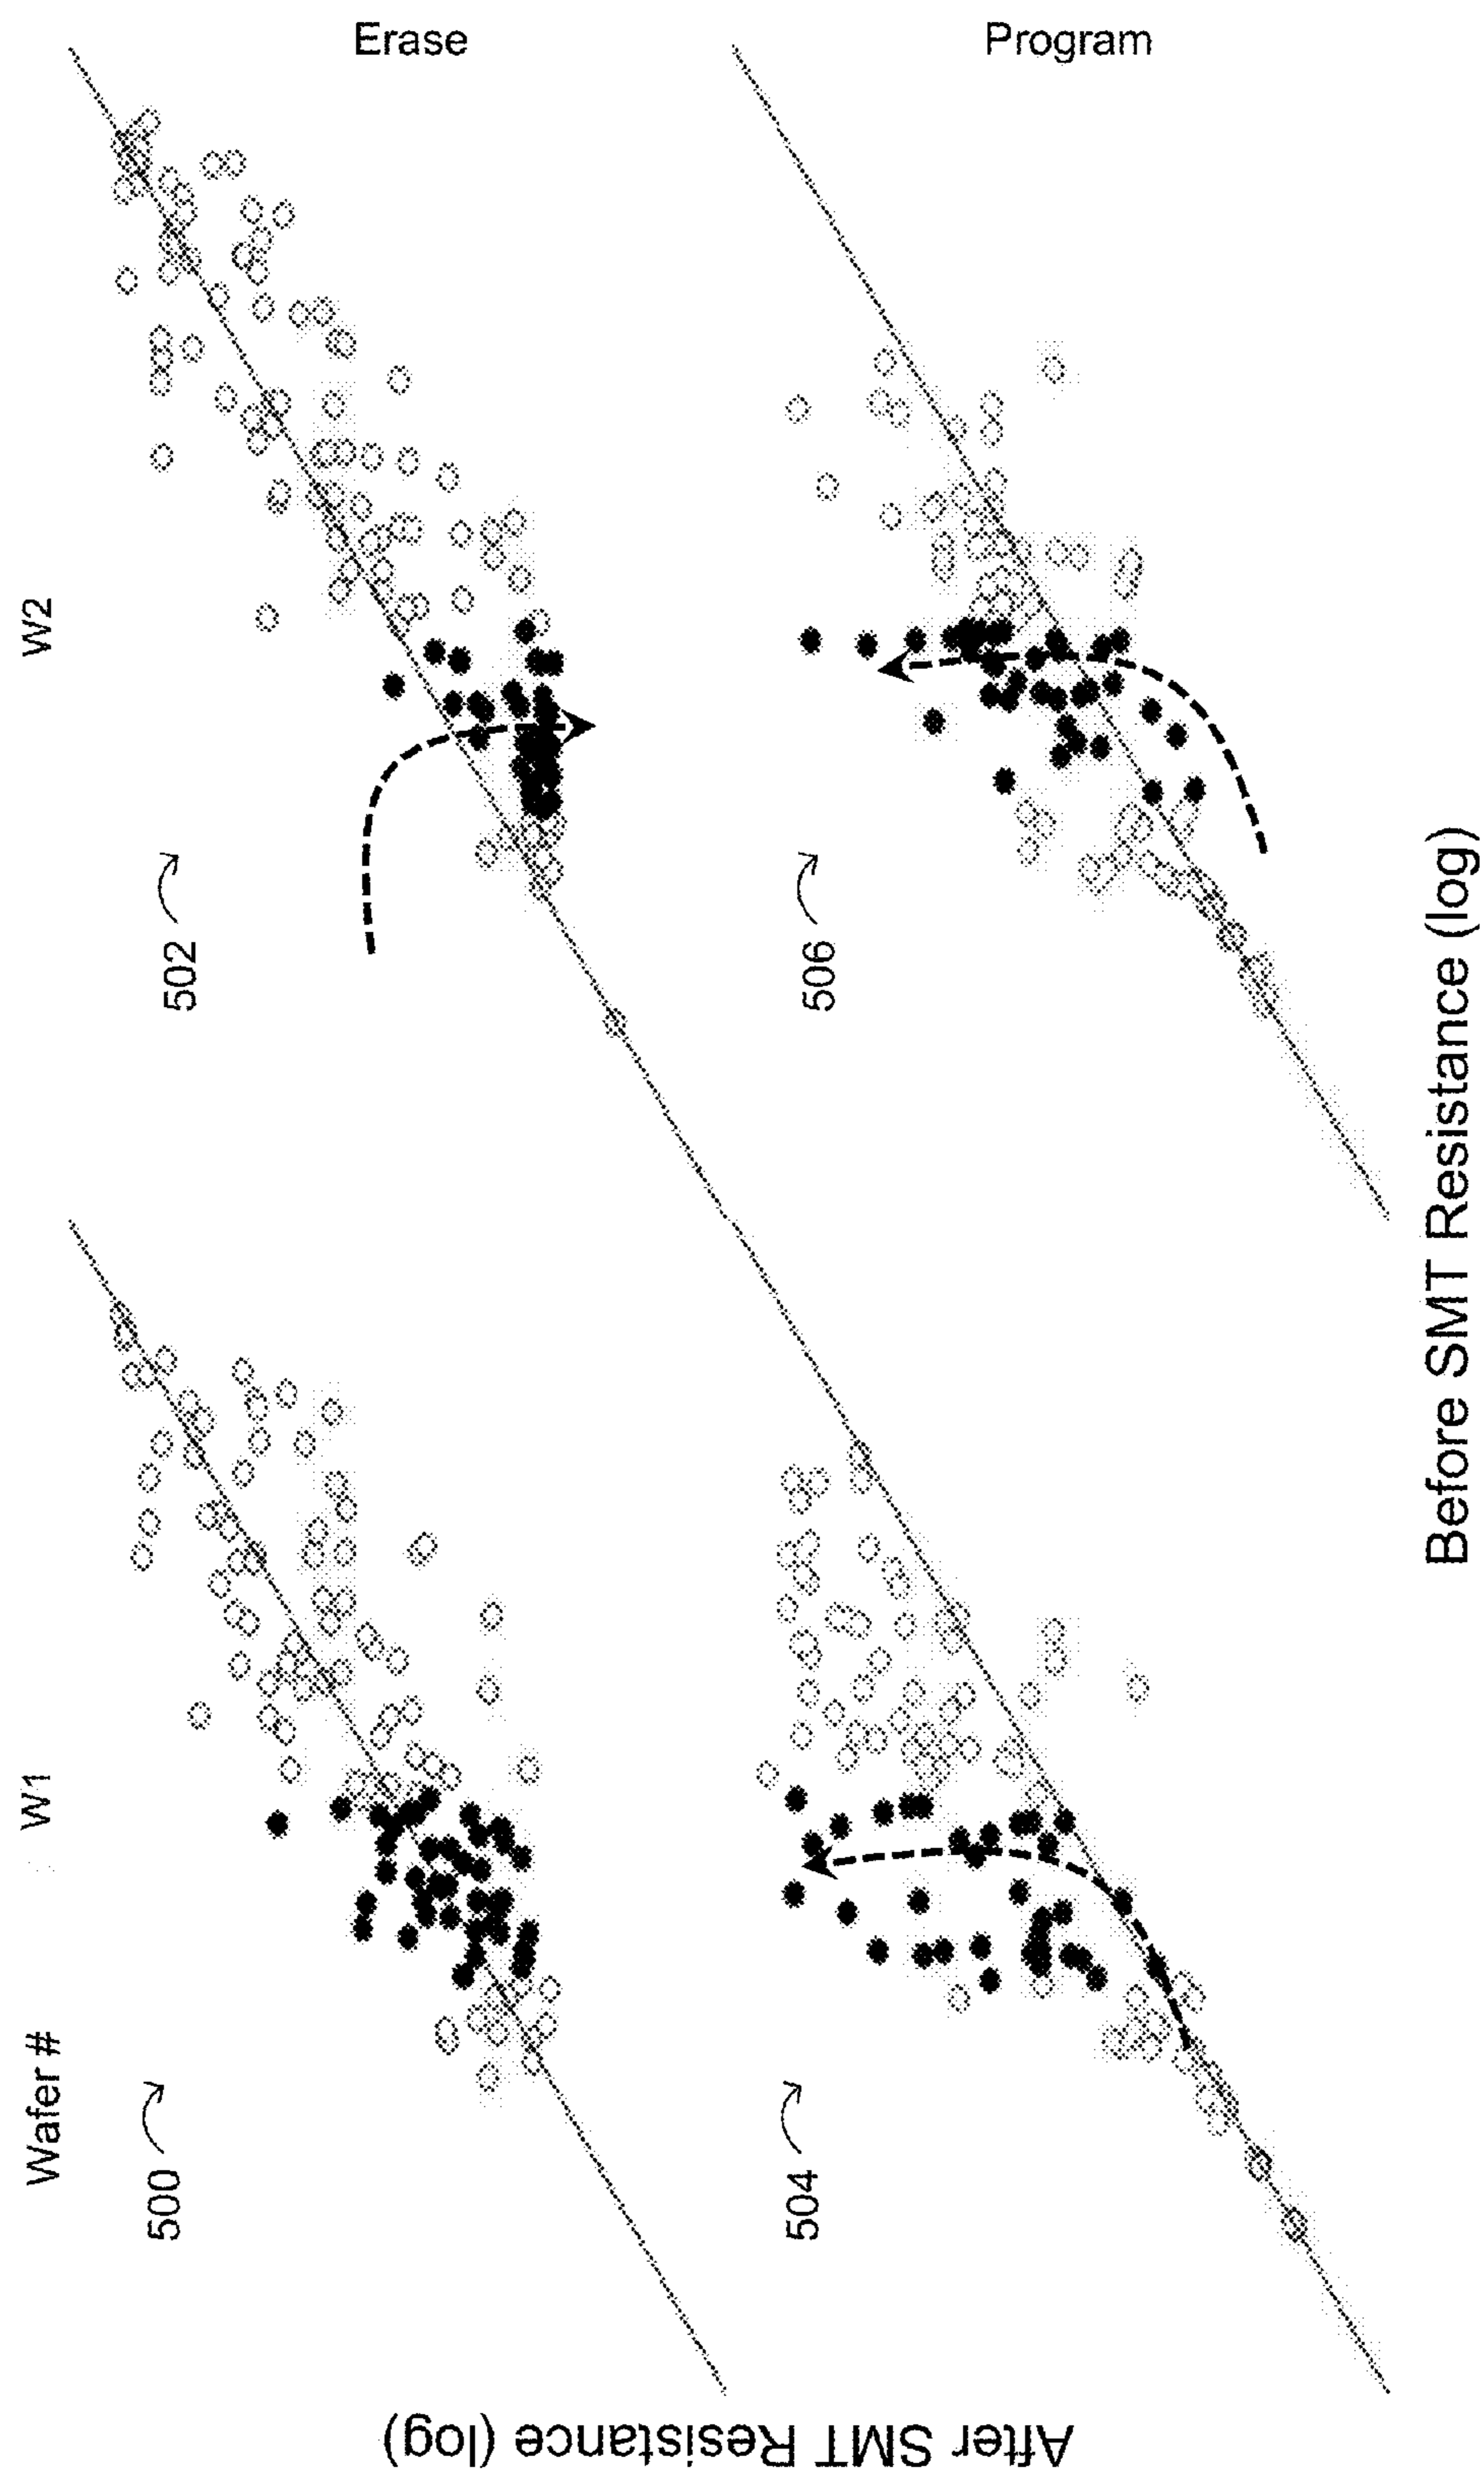 Wafer #
W1
W2
500
502
Erase
504
506
Program
After SMT Resistance (log)
Before SMT Resistance (log)